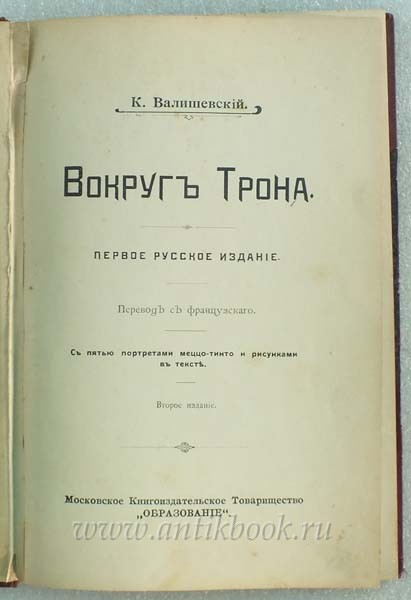 К. Валишевскій.
Вокругъ Трона.
ПЕРВОЕ РУССКОЕ ИЗДАНІЕ.
Переводъ съ французскаго.
Съ пятью портретами меццо-тинто и рисунками
въ текстѣ.
Второе изданіе.
Московское Книгоиздательское Товарищество
„ОБРАЗОВАНІЕ“.
www.antikbook.ru